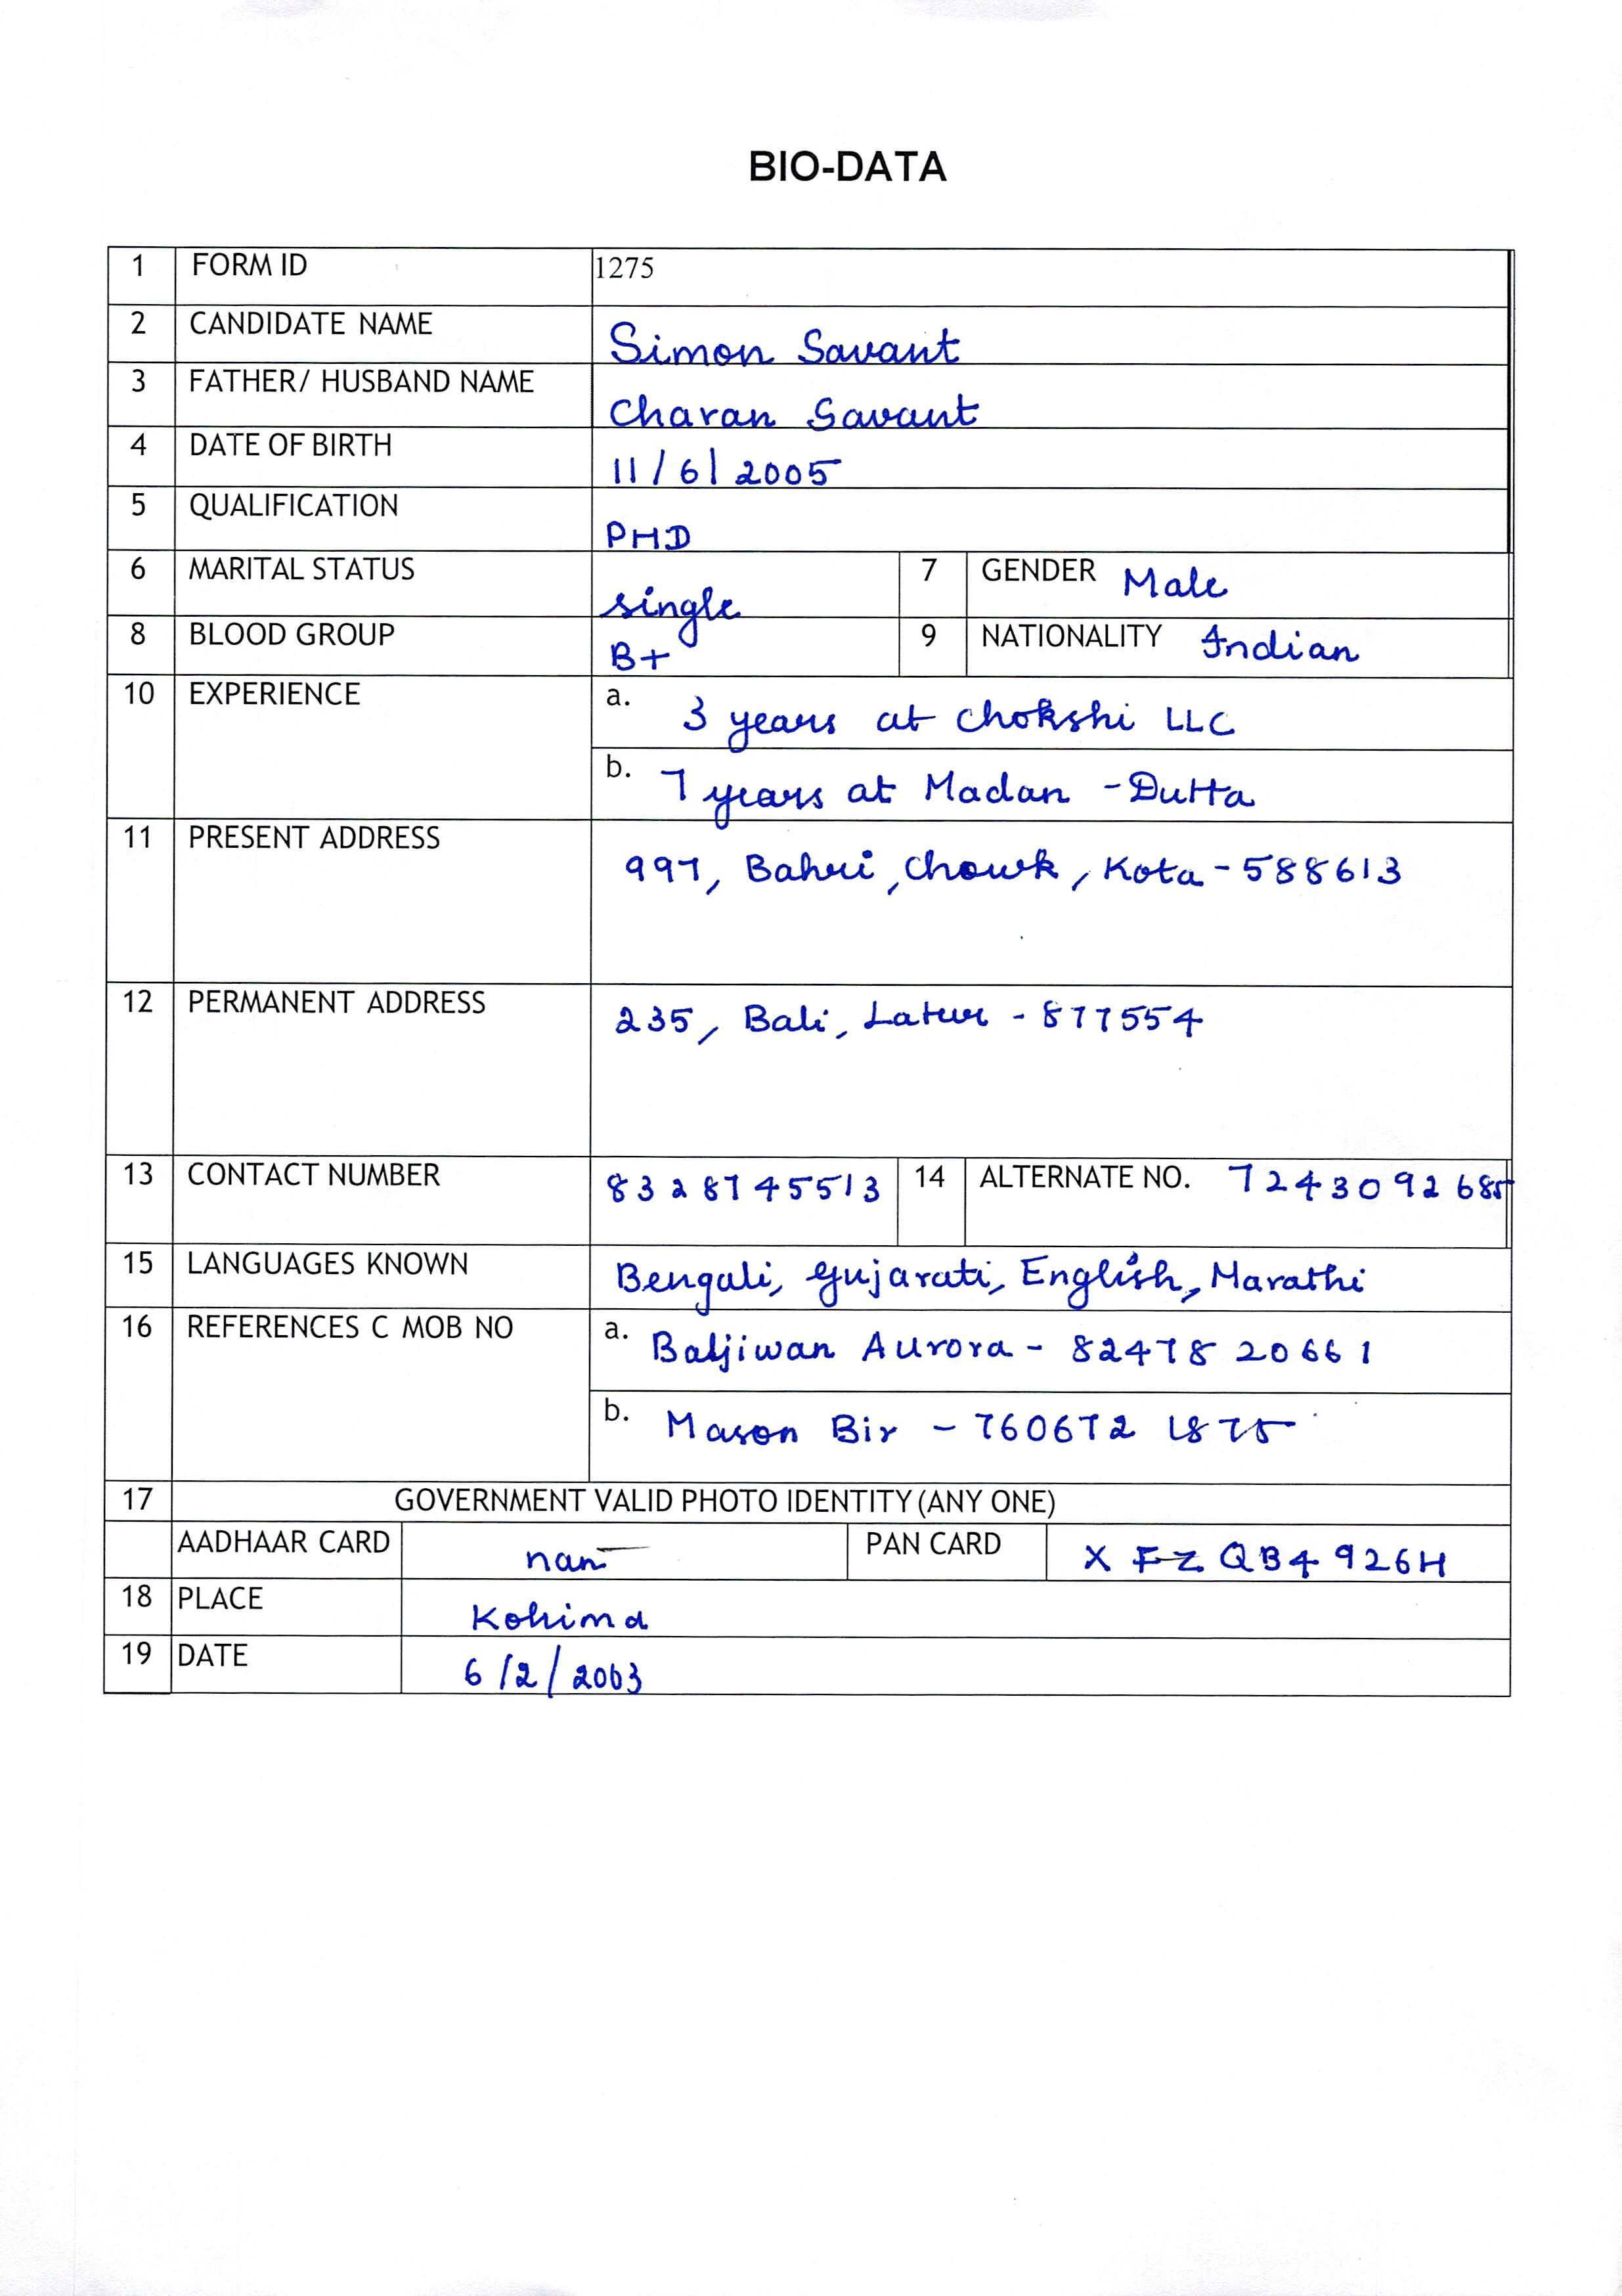 BIO-DATA
1 FORM ID 1275
2 CANDIDATE NAME Simon Savant
3 FATHER/ HUSBAND NAME Charan Savant
4 DATE OF BIRTH 11/6/2005
5 QUALIFICATION PHD
6 MARITAL STATUS single 7 GENDER Male
8 BLOOD GROUP B+ 9 NATIONALITY Indian
10 EXPERIENCE a. 3 years at Chokshi LLC
b. 7 years at Madan -Dutta
11 PRESENT ADDRESS 997, Bahri, Chowk, Kota-588613
12 PERMANENT ADDRESS 235, Bali, Latur - 877554
13 CONTACT NUMBER 8328745513 14 ALTERNATE NO. 7243092685
15 LANGUAGES KNOWN Bengali, Gujarati, English, Marathi
16 REFERENCES C MOB NO a. Baljiwan Aurora - 82478 20661
b. Mason Bir - 760672 1875
17 GOVERNMENT VALID PHOTO IDENTITY (ANY ONE)
AADHAAR CARD nan PAN CARD XFZQB4926H
18 PLACE Kohima
19 DATE 6/2/2003